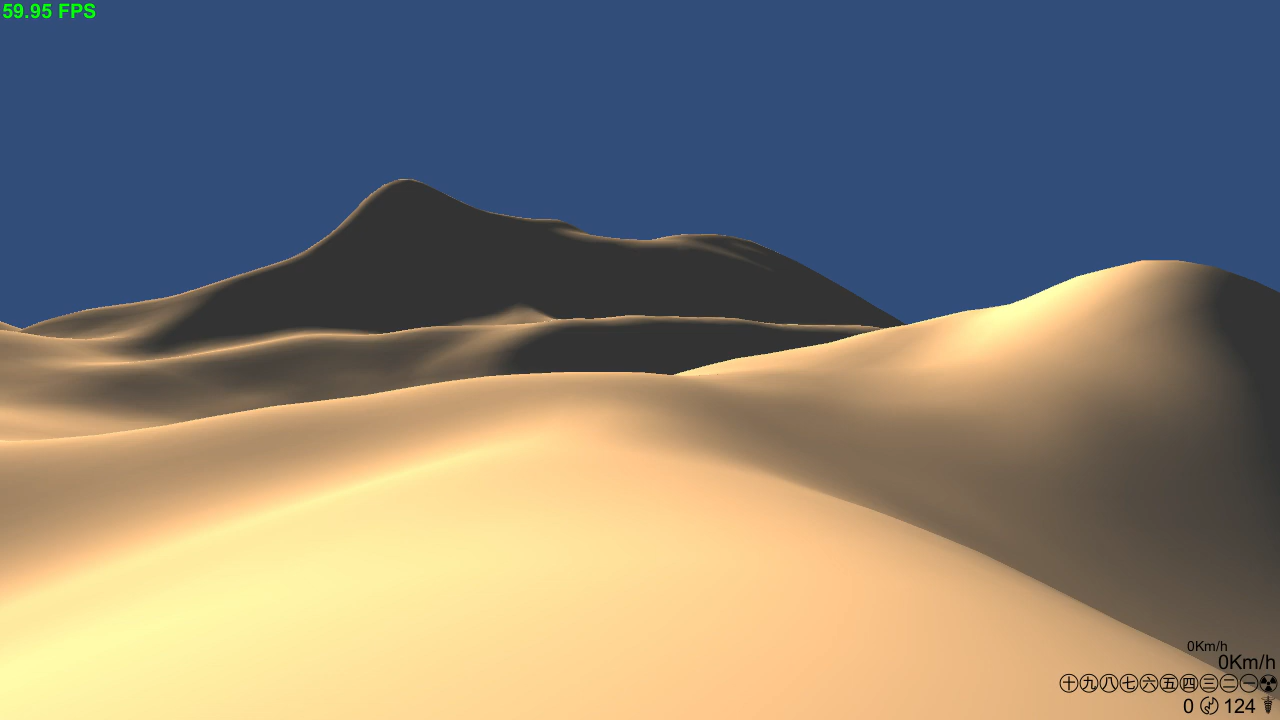 59.95 FPS
0Km/h
0Km/h
㊉㊈㊇㊆㊅㊄㊃㊂㊁㊀☢
0 124